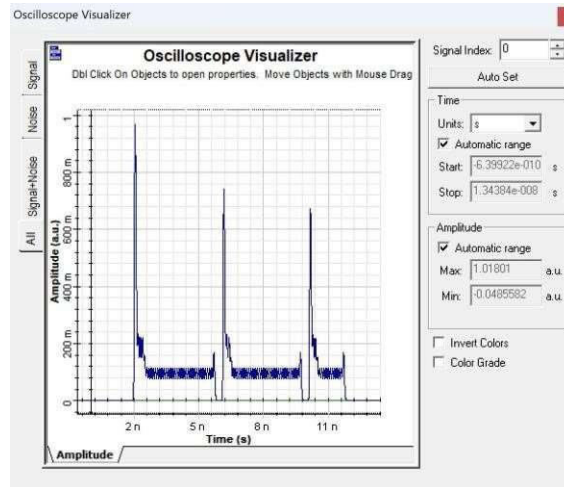 Oscilloscope Visualizer
Signal
Noise
Signal+Noise
All
Oscilloscope Visualizer
Dbl Click On Objects to open properties. Move Objects with Mouse Drag
Amplitude (a.u.)
1
800 m
600 m
400 m
200 m
0
2 n
5 n
8 n
11 n
Time (s)
Amplitude
Signal Index: 0
Auto Set
Time
Units: s
Automatic range
Start: -6.39922e-010 s
Stop: 1.34384e-008 s
Amplitude
Automatic range
Max: 1.01801 a.u.
Min: -0.0485582 a.u.
Invert Colors
Color Grade